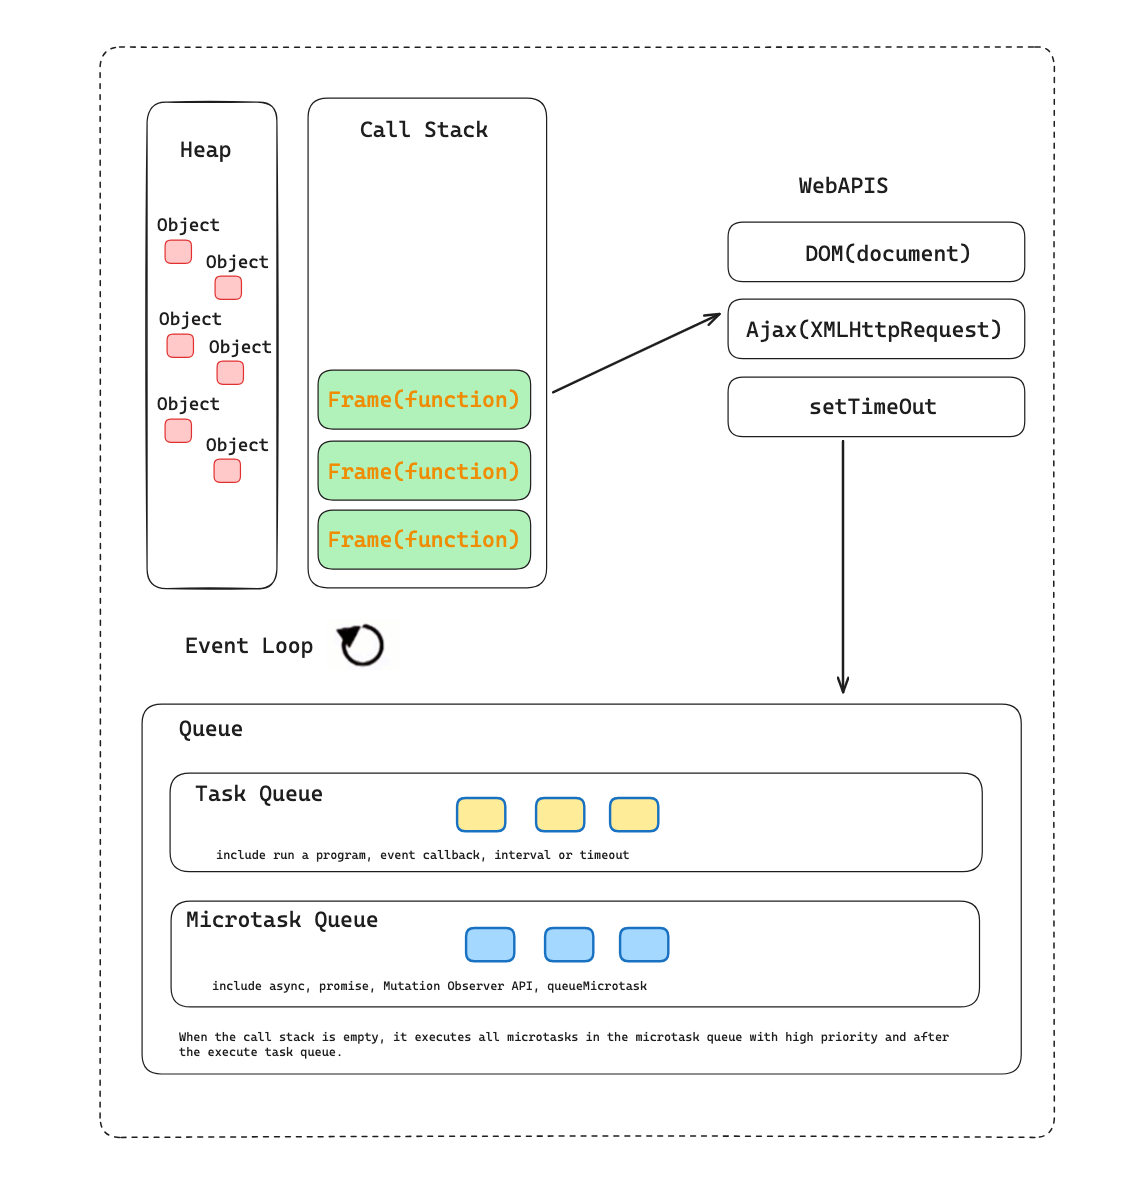 Heap
Object
Object
Object
Object
Object
Object
Call Stack
Frame(function)
Frame(function)
Frame(function)
WebAPIS
DOM(document)
Ajax(XMLHttpRequest)
setTimeOut
Event Loop
Queue
Task Queue
include run a program, event callback, interval or timeout
Microtask Queue
include async, promise, Mutation Observer API, queueMicrotask
When the call stack is empty, it executes all microtasks in the microtask queue with high priority and after
the execute task queue.